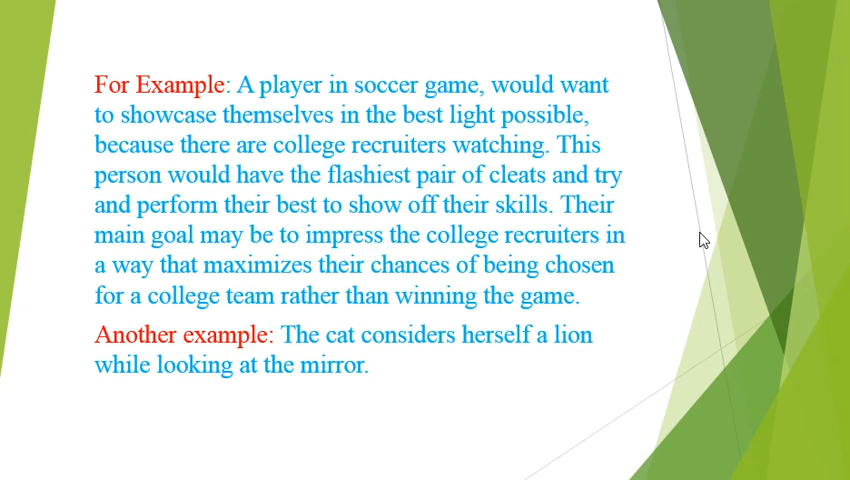 For Example: A player in soccer game, would want
to showcase themselves in the best light possible,
because there are college recruiters watching. This
person would have the flashiest pair of cleats and try
and perform their best to show off their skills. Their
main goal may be to impress the college recruiters in
a way that maximizes their chances of being chosen
for a college team rather than winning the game.
Another example: The cat considers herself a lion
while looking at the mirror.